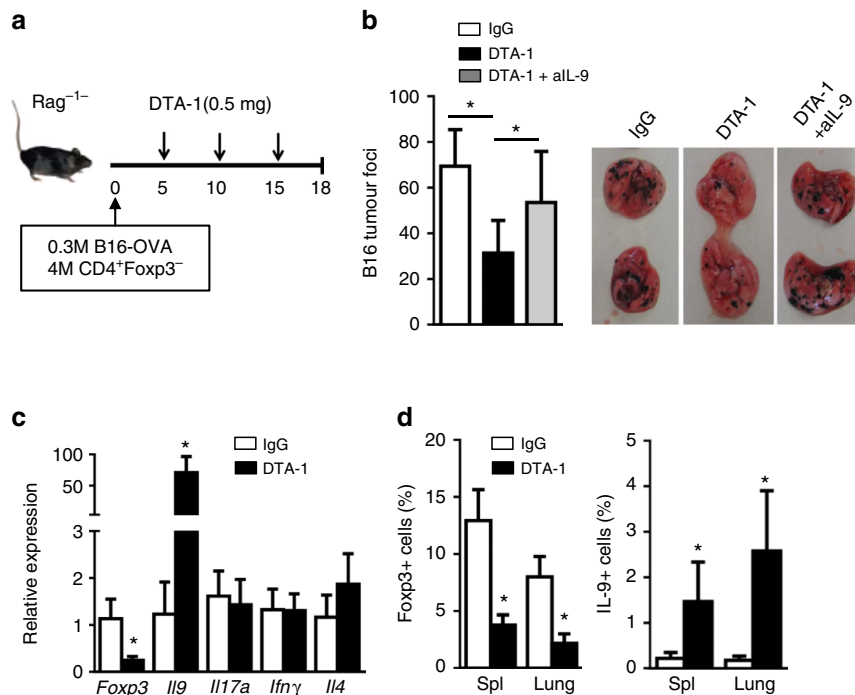 a
Rag⁻¹⁻
DTA-1(0.5 mg)
0 5 10 15 18
0.3M B16-OVA
4M CD4⁺Foxp3⁻
b
IgG
DTA-1
DTA-1 + aIL-9
B16 tumour foci
100
80
60
40
20
0
* *
IgG
DTA-1
DTA-1
+aIL-9
c
IgG
DTA-1
Relative expression
100
50
3
2
1
0
* *
Foxp3 Il9 Il17a Ifnγ Il4
d
IgG
DTA-1
Foxp3+ cells (%)
20
15
10
5
0
* *
Spl Lung
IL-9+ cells (%)
5
4
3
2
1
0
* *
Spl Lung